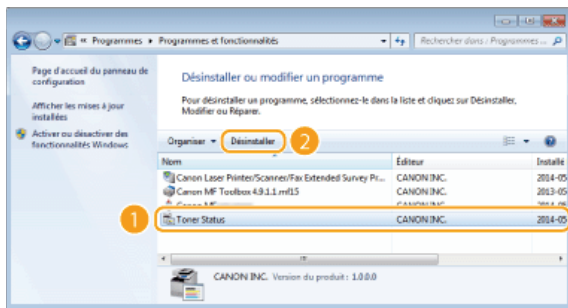 Programmes
Programmes et fonctionnalités
Rechercher dans : Programmes ...
Page d'accueil du panneau de
configuration
Afficher les mises à jour
installées
Activer ou désactiver des
fonctionnalités Windows
Désinstaller ou modifier un programme
Pour désinstaller un programme, sélectionnez-le dans la liste et cliquez sur Désinstaller,
Modifier ou Réparer.
Organiser
Désinstaller
2
Nom
Éditeur
Installé
Canon Laser Printer/Scanner/Fax Extended Survey Pr...
CANON INC.
2014-05
Canon MF Toolbox 4.9.1.1.mf15
CANON INC.
2013-05
CANON INC.
2014-05
1
Toner Status
CANON INC.
2014-05
CANON INC. Version du produit : 1.0.0.0